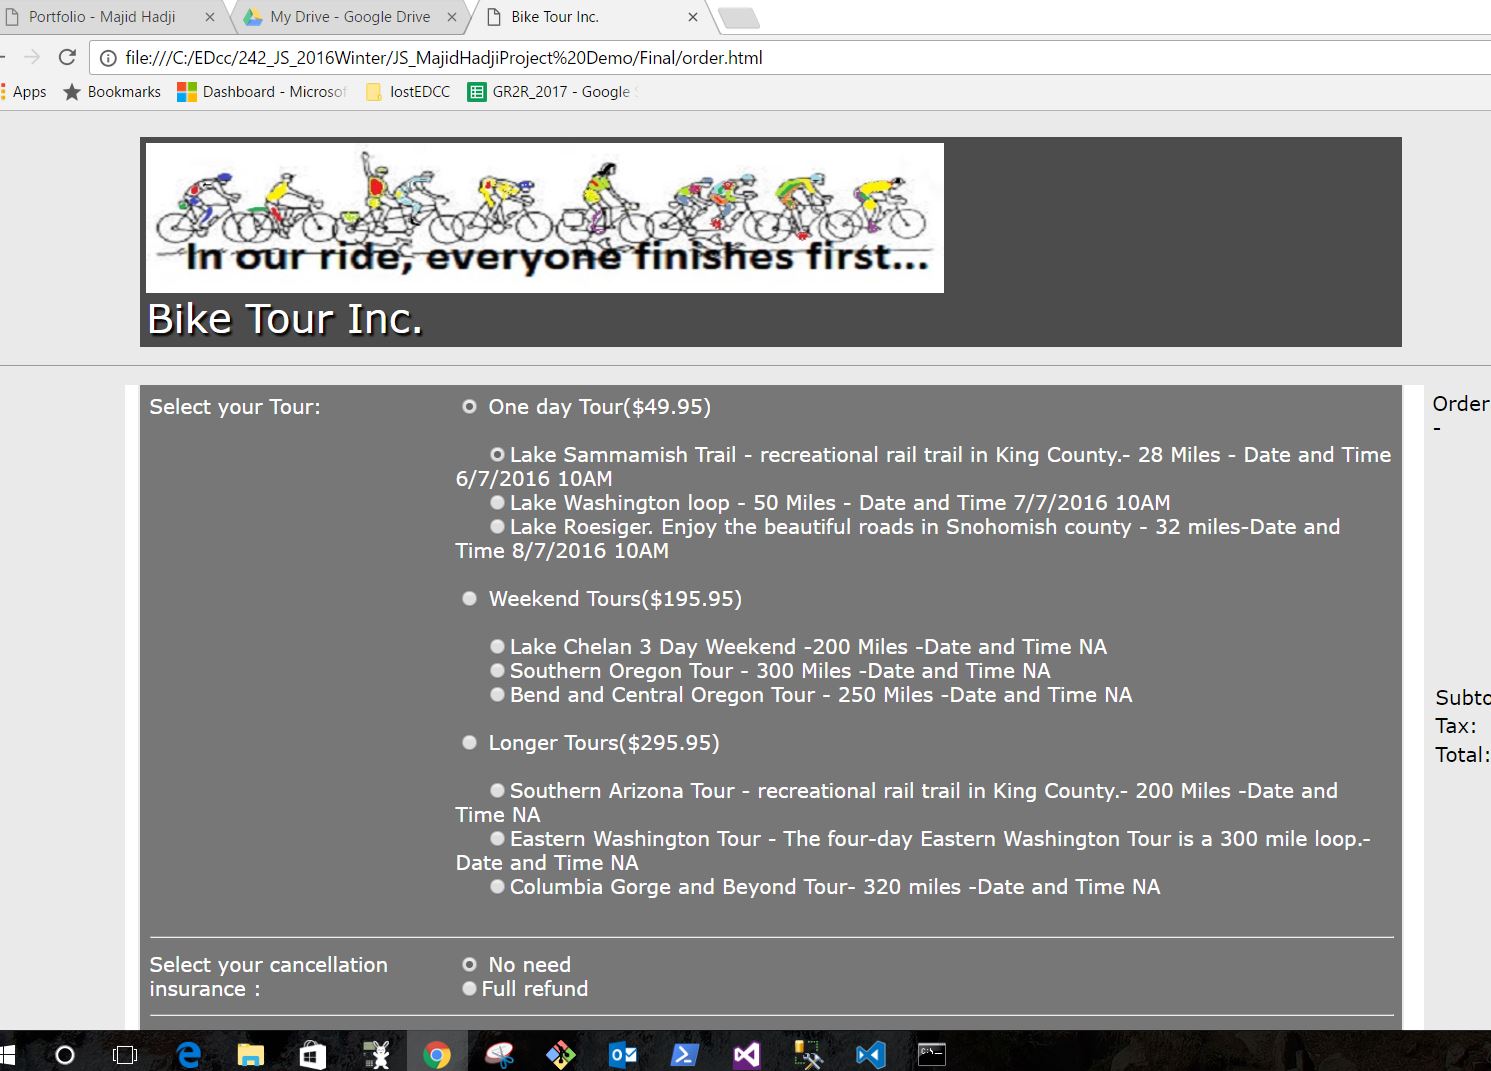 Portfolio - Majid Hadji
My Drive - Google Drive
Bike Tour Inc.
file:///C:/EDcc/242_JS_2016Winter/JS_MajidHadjiProject%20Demo/Final/order.html
Apps
Bookmarks
Dashboard - Microsof
lostEDCC
GR2R_2017 - Google
In our ride, everyone finishes first...
Bike Tour Inc.
Select your Tour:
One day Tour($49.95)
Lake Sammamish Trail - recreational rail trail in King County.- 28 Miles - Date and Time
6/7/2016 10AM
Lake Washington loop - 50 Miles - Date and Time 7/7/2016 10AM
Lake Roesiger. Enjoy the beautiful roads in Snohomish county - 32 miles-Date and
Time 8/7/2016 10AM
Weekend Tours($195.95)
Lake Chelan 3 Day Weekend -200 Miles -Date and Time NA
Southern Oregon Tour - 300 Miles -Date and Time NA
Bend and Central Oregon Tour - 250 Miles -Date and Time NA
Longer Tours($295.95)
Southern Arizona Tour - recreational rail trail in King County.- 200 Miles -Date and
Time NA
Eastern Washington Tour - The four-day Eastern Washington Tour is a 300 mile loop.-
Date and Time NA
Columbia Gorge and Beyond Tour- 320 miles -Date and Time NA
Select your cancellation
insurance :
No need
Full refund
Order
-
Subto
Tax:
Total: